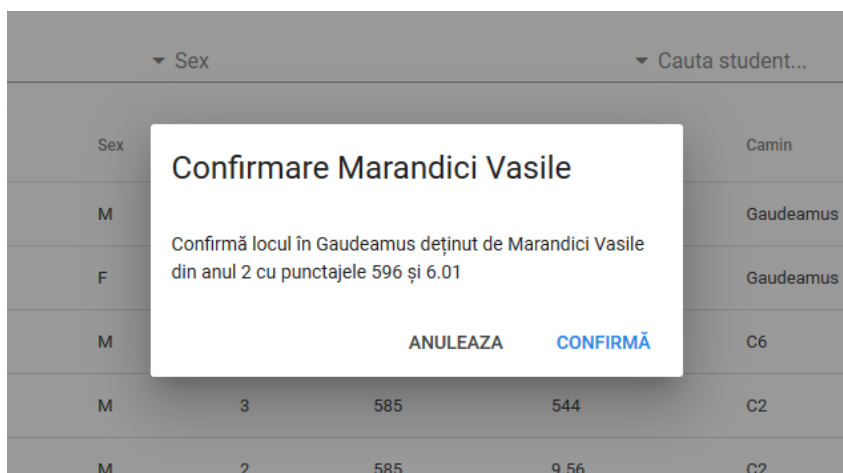 Sex
Cauta student...
Sex
Camin
Confirmare Marandici Vasile
M
Gaudeamus
Confirmă locul în Gaudeamus deținut de Marandici Vasile
din anul 2 cu punctajele 596 și 6.01
F
Gaudeamus
M
ANULEAZA CONFIRMĂ
C6
M 3 585 544 C2
M 2 585 9.56 C2